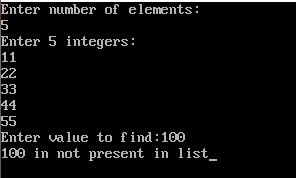 Enter number of elements:
5
Enter 5 integers:
11
22
33
44
55
Enter value to find:100
100 in not present in list_